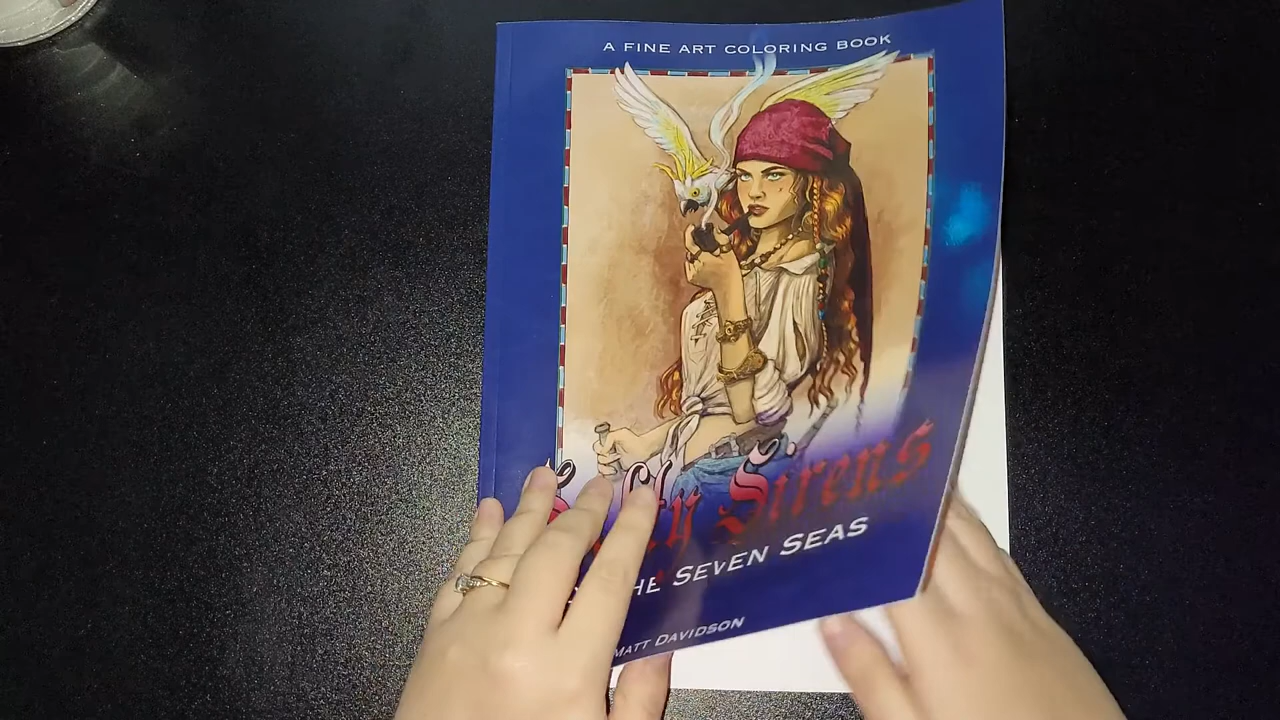 A FINE ART COLORING BOOK
Sirens
SEVEN SEAS
MATT DAVIDSON